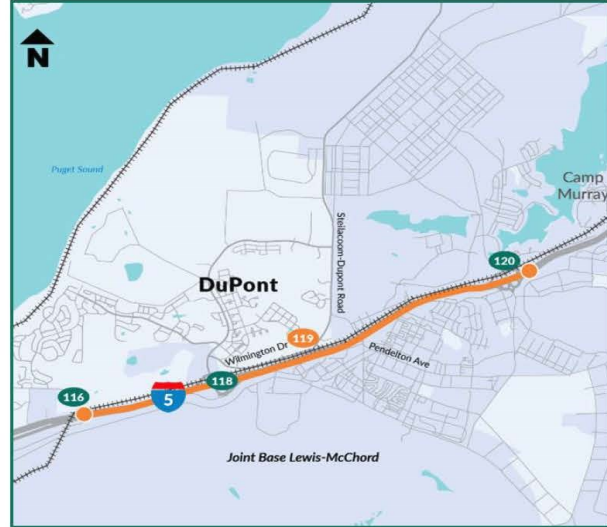 N
Puget Sound
Camp
Murray
Steilacoom-Dupont Road
120
DuPont
119
Wilmington Dr
Pendelton Ave
118
116
5
Joint Base Lewis-McChord